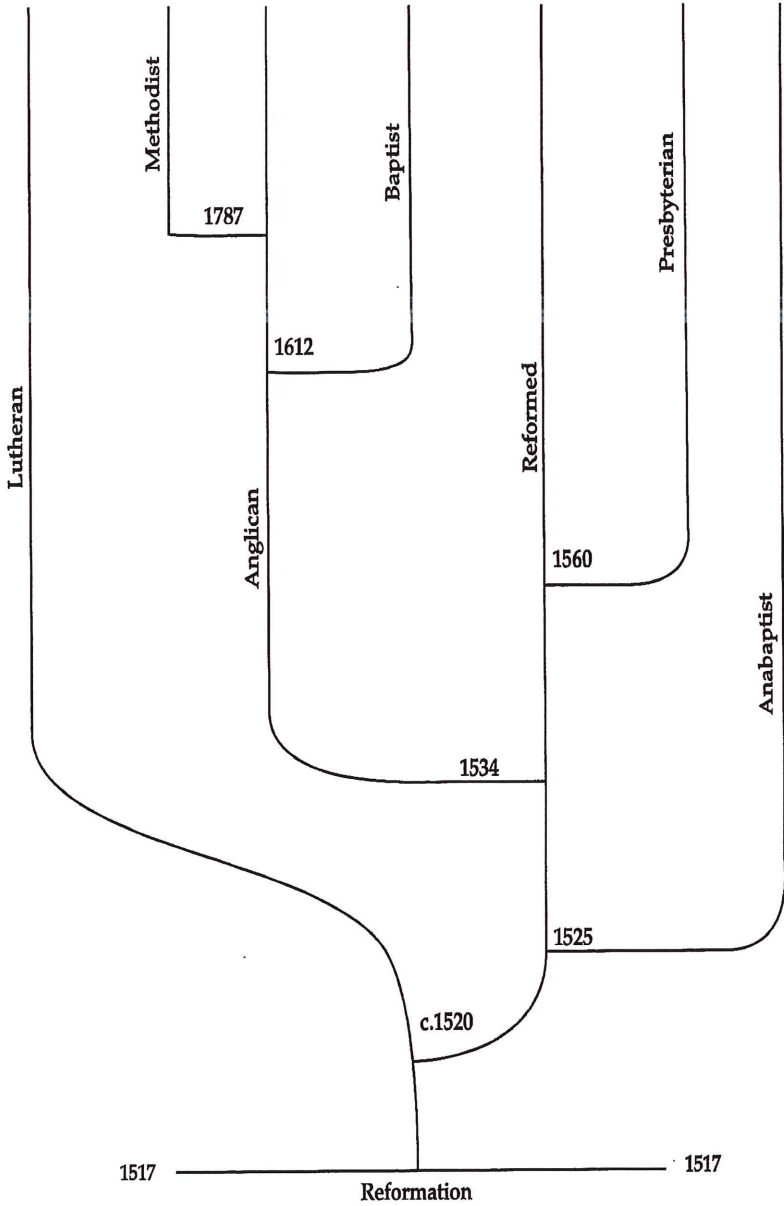 Methodist
Baptist
Presbyterian
1787
1612
Lutheran
Reformed
Anglican
1560
Anabaptist
1534
1525
c.1520
1517
1517
Reformation